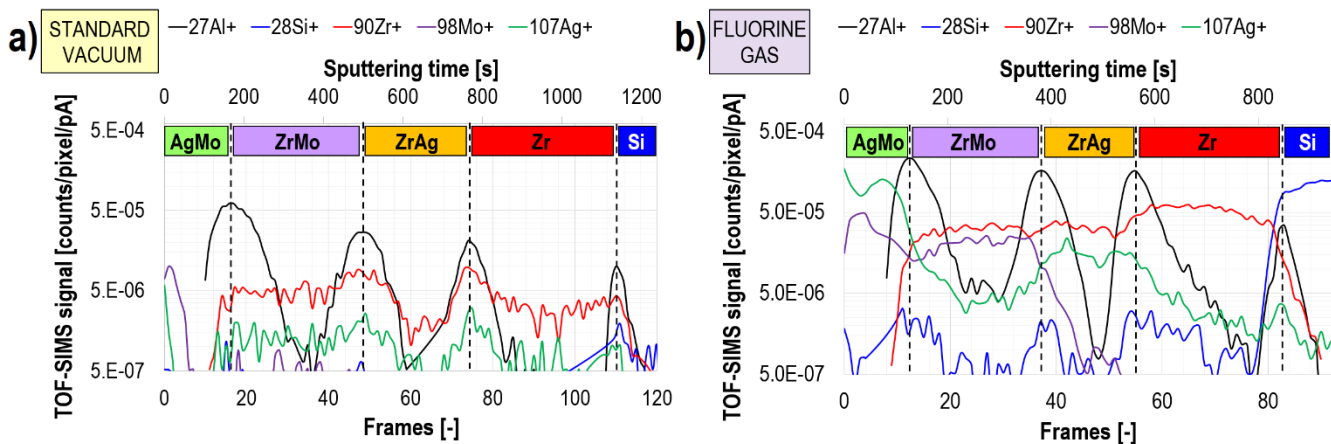 a) STANDARD VACUUM
27Al+ 28Si+ 90Zr+ 98Mo+ 107Ag+
Sputtering time [s]
0 200 400 600 800 1000 1200
TOF-SIMS signal [counts/pixel/pA]
5.E-04
5.E-05
5.E-06
5.E-07
AgMo ZrMo ZrAg Zr Si
0 20 40 60 80 100 120
Frames [-]
b) FLUORINE GAS
27Al+ 28Si+ 90Zr+ 98Mo+ 107Ag+
Sputtering time [s]
0 200 400 600 800
TOF-SIMS signal [counts/pixel/pA]
5.0E-04
5.0E-05
5.0E-06
5.0E-07
AgMo ZrMo ZrAg Zr Si
0 20 40 60 80
Frames [-]